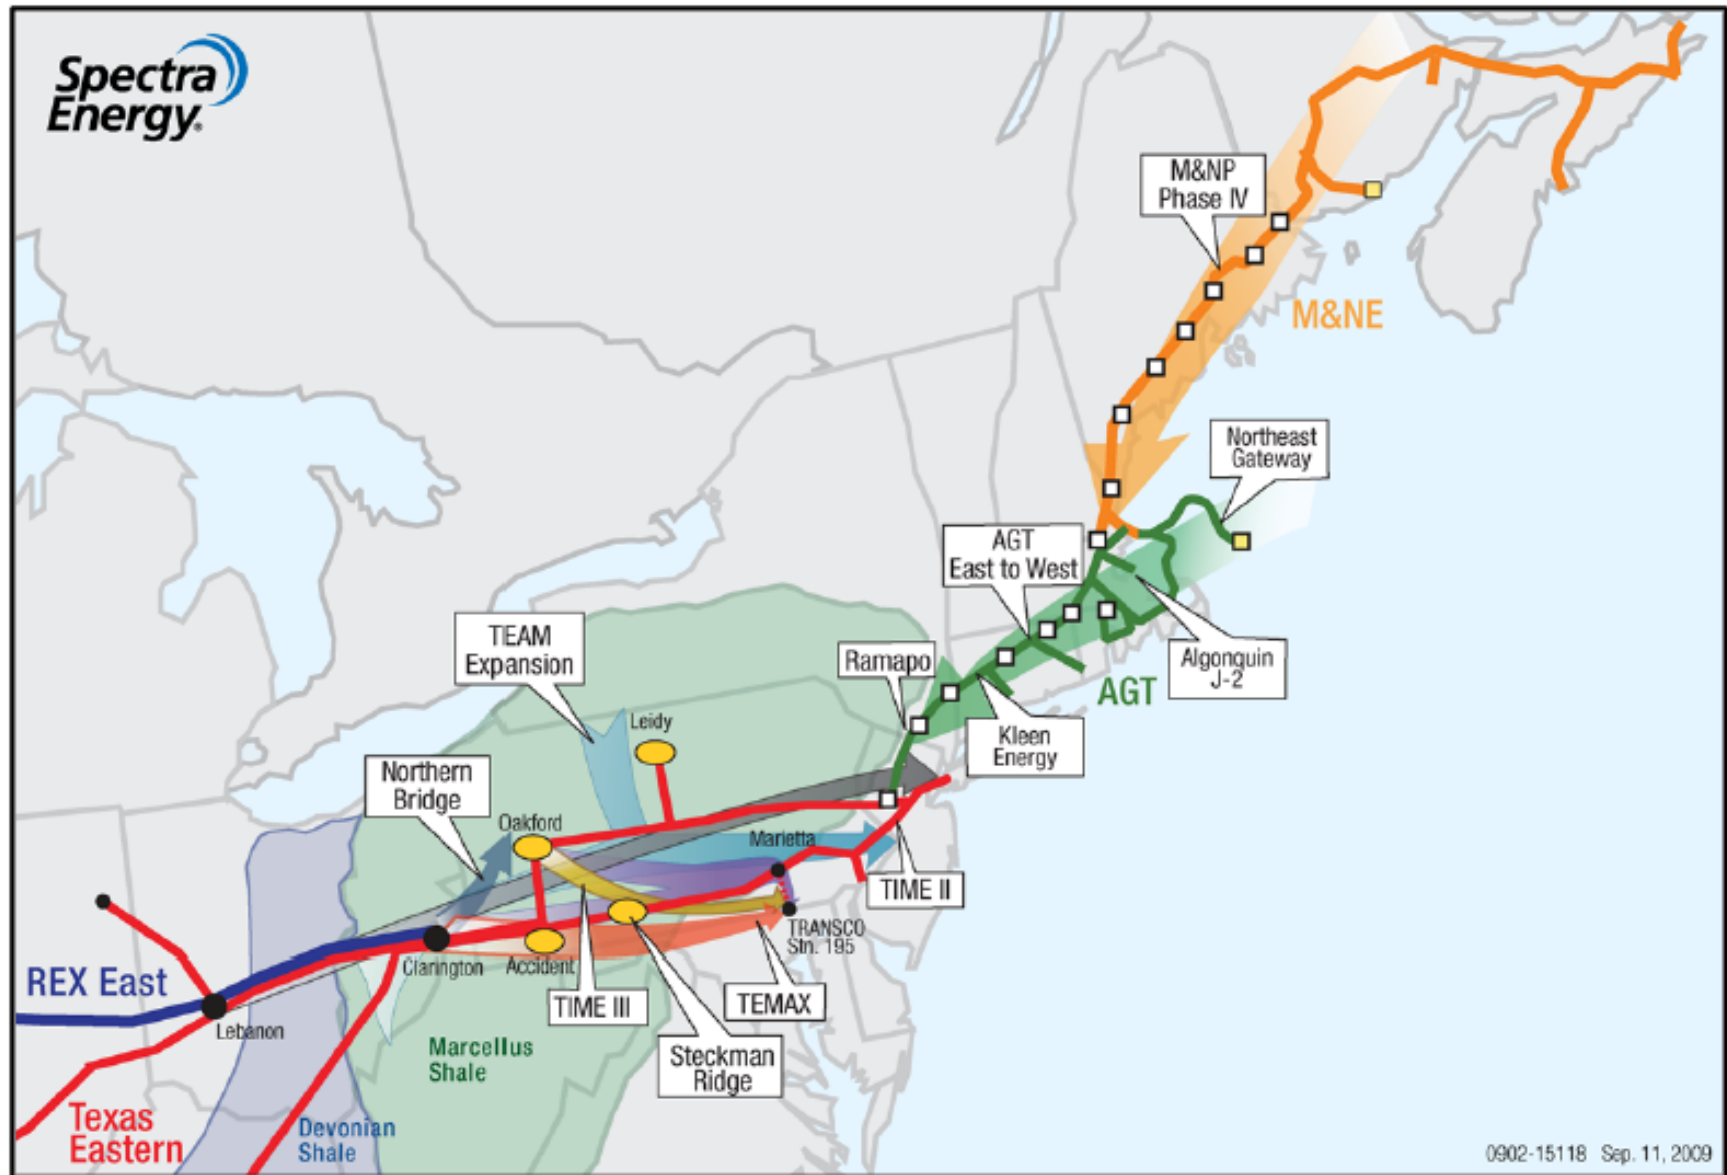 Spectra
Energy®
M&NP
Phase IV
M&NE
Northeast
Gateway
AGT
East to West
TEAM
Expansion
Ramapo
Algonquin
J-2
AGT
Leidy
Kleen
Energy
Northern
Bridge
Oakford
Marietta
TIME II
TRANSCO
Stn. 195
Clarington
Accident
REX East
TIME III
TEMAX
Lebanon
Marcellus
Shale
Steckman
Ridge
Texas
Eastern
Devonian
Shale
0902-15118 Sep. 11, 2009